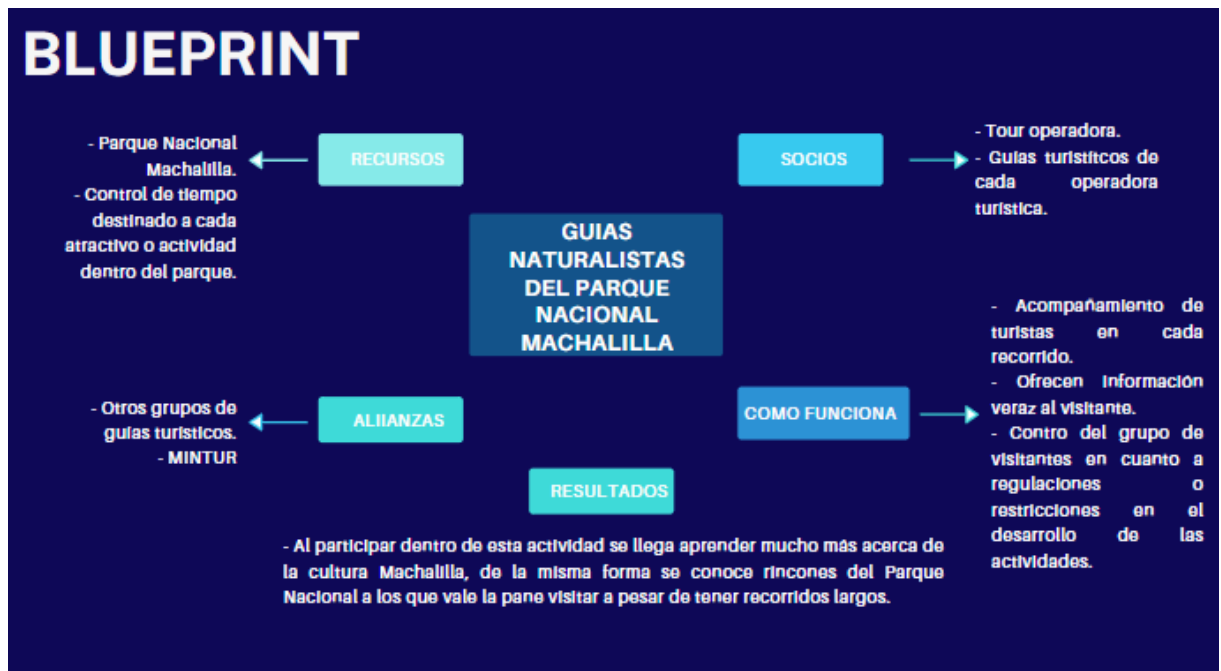 BLUEPRINT
- Parque Nacional
Machalilla.
- Control de tiempo
destinado a cada
atractivo o actividad
dentro del parque.
RECURSOS
SOCIOS
- Tour operadora.
- Guías turistitcos de
cada operadora
turística.
GUIAS
NATURALISTAS
DEL PARQUE
NACIONAL
MACHALILLA
- Otros grupos de
guías turísticos.
- MINTUR
ALIIANZAS
COMO FUNCIONA
- Acompañamiento de
turistas en cada
recorrido.
- Ofrecen información
veraz al visitante.
- Contro del grupo de
visitantes en cuanto a
regulaciones o
restricciones en el
desarrollo de las
actividades.
RESULTADOS
- Al participar dentro de esta actividad se llega aprender mucho más acerca de
la cultura Machalilla, de la misma forma se conoce rincones del Parque
Nacional a los que vale la pane visitar a pesar de tener recorridos largos.